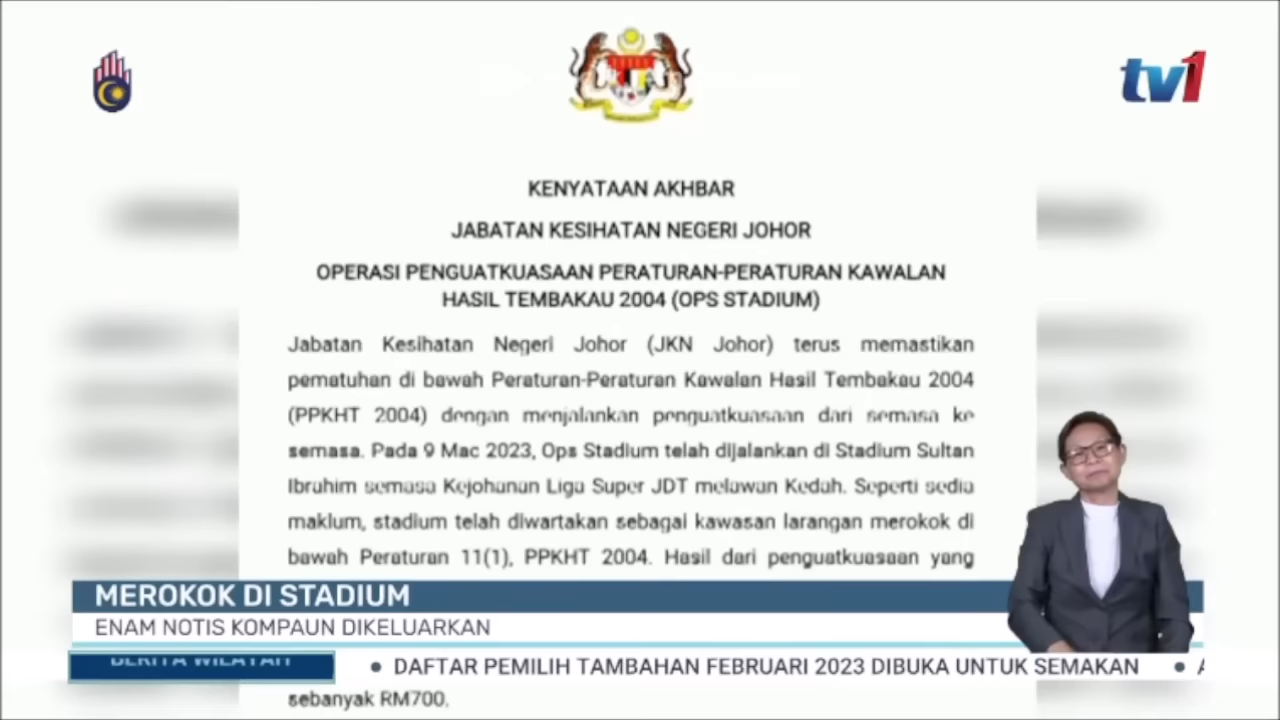 tv1
KENYATAAN AKHBAR
JABATAN KESIHATAN NEGERI JOHOR
OPERASI PENGUATKUASAAN PERATURAN-PERATURAN KAWALAN
HASIL TEMBAKAU 2004 (OPS STADIUM)
Jabatan Kesihatan Negeri Johor (JKN Johor) terus memastikan
pematuhan di bawah Peraturan-Peraturan Kawalan Hasil Tembakau 2004
(PPKHT 2004) dengan menjalankan penguatkuasaan dari semasa ke
semasa. Pada 9 Mac 2023, Ops Stadium telah dijalankan di Stadium Sultan
Ibrahim semasa Kejohanan Liga Super JDT melawan Kedah. Seperti sedia
maklum, stadium telah diwartakan sebagai kawasan larangan merokok di
bawah Peraturan 11(1), PPKHT 2004. Hasil dari penguatkuasaan yang
MEROKOK DI STADIUM
ENAM NOTIS KOMPAUN DIKELUARKAN
BERITA WILAYAH
• DAFTAR PEMILIH TAMBAHAN FEBRUARI 2023 DIBUKA UNTUK SEMAKAN •
sebanyak RM700.